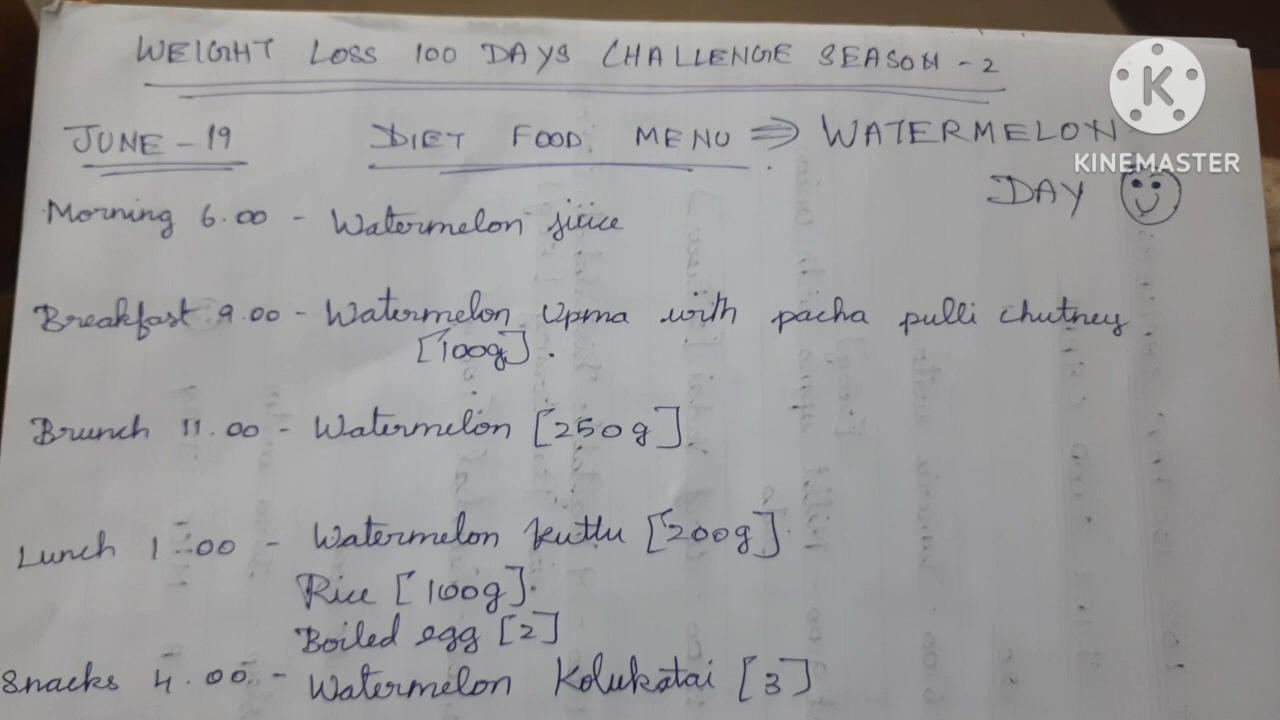 WEIGHT LOSS 100 DAYS CHALLENGE SEASON - 2
K
KINEMASTER
JUNE - 19 DIET FOOD MENU ⇒ WATERMELON
DAY
Morning 6.00 - Watermelon juice
Breakfast 9.00 - Watermelon Upma with pacha pulli chutney
[100g].
Brunch 11.00 - Watermelon [250g]
Lunch 1.00 - Watermelon kuttu [200g].
Rice [100g].
Boiled egg [2]
Snacks 4.00 - Watermelon Kolukatai [3]